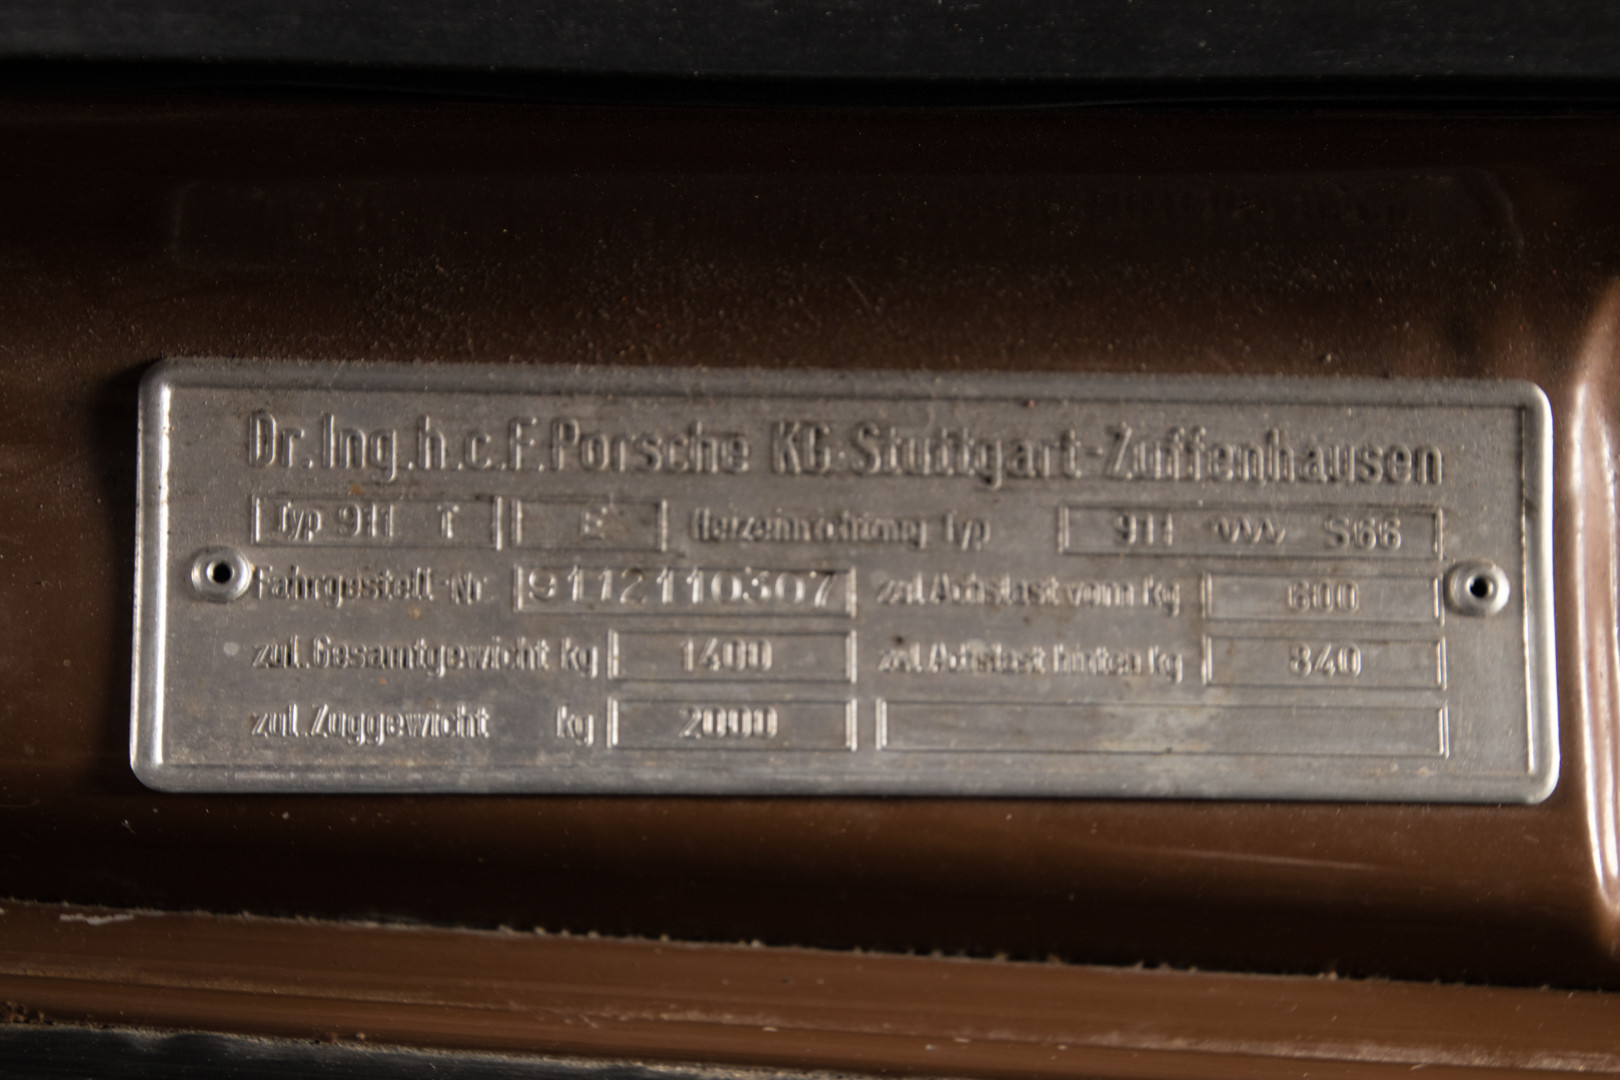 Dr.Ing.h.c.F.Porsche KG·Stuttgart-Zuffenhausen
Typ 911 T E Heizeinrichtung Typ 911 S66
Fahrgestell-Nr 9112110307 zul.Achslast vorn kg 600
zul.Gesamtgewicht kg 1400 zul.Achslast hinten kg 840
zul.Zuggewicht kg 2000